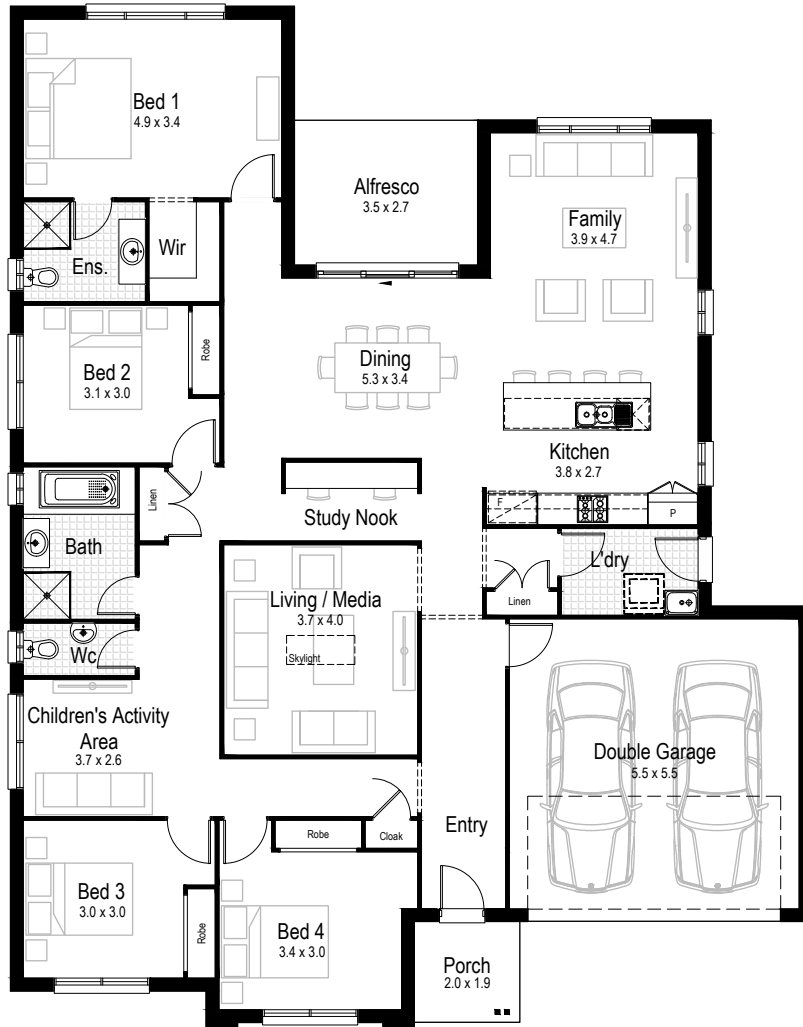 Bed 1
4.9 x 3.4
Alfresco
3.5 x 2.7
Family
3.9 x 4.7
Ens.
Wir
Bed 2
3.1 x 3.0
Robe
Dining
5.3 x 3.4
Kitchen
3.8 x 2.7
F
P
Linen
Study Nook
Bath
L'dry
Linen
Living / Media
3.7 x 4.0
Skylight
Wc
Children's Activity
Area
3.7 x 2.6
Double Garage
5.5 x 5.5
Entry
Robe
Cloak
Bed 3
3.0 x 3.0
Robe
Bed 4
3.4 x 3.0
Porch
2.0 x 1.9